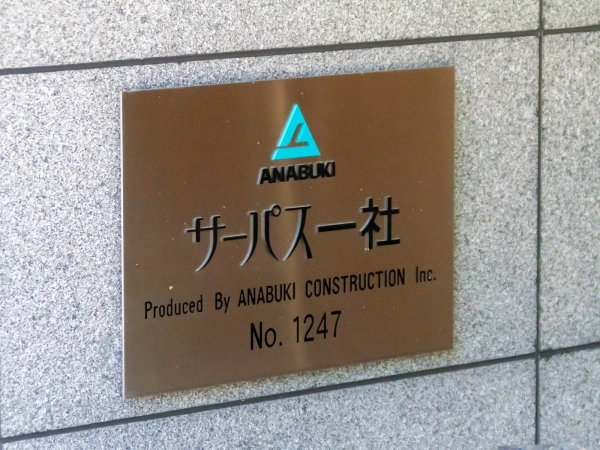 ANABUKI
サーパス一社
Produced By ANABUKI CONSTRUCTION Inc.
No. 1247